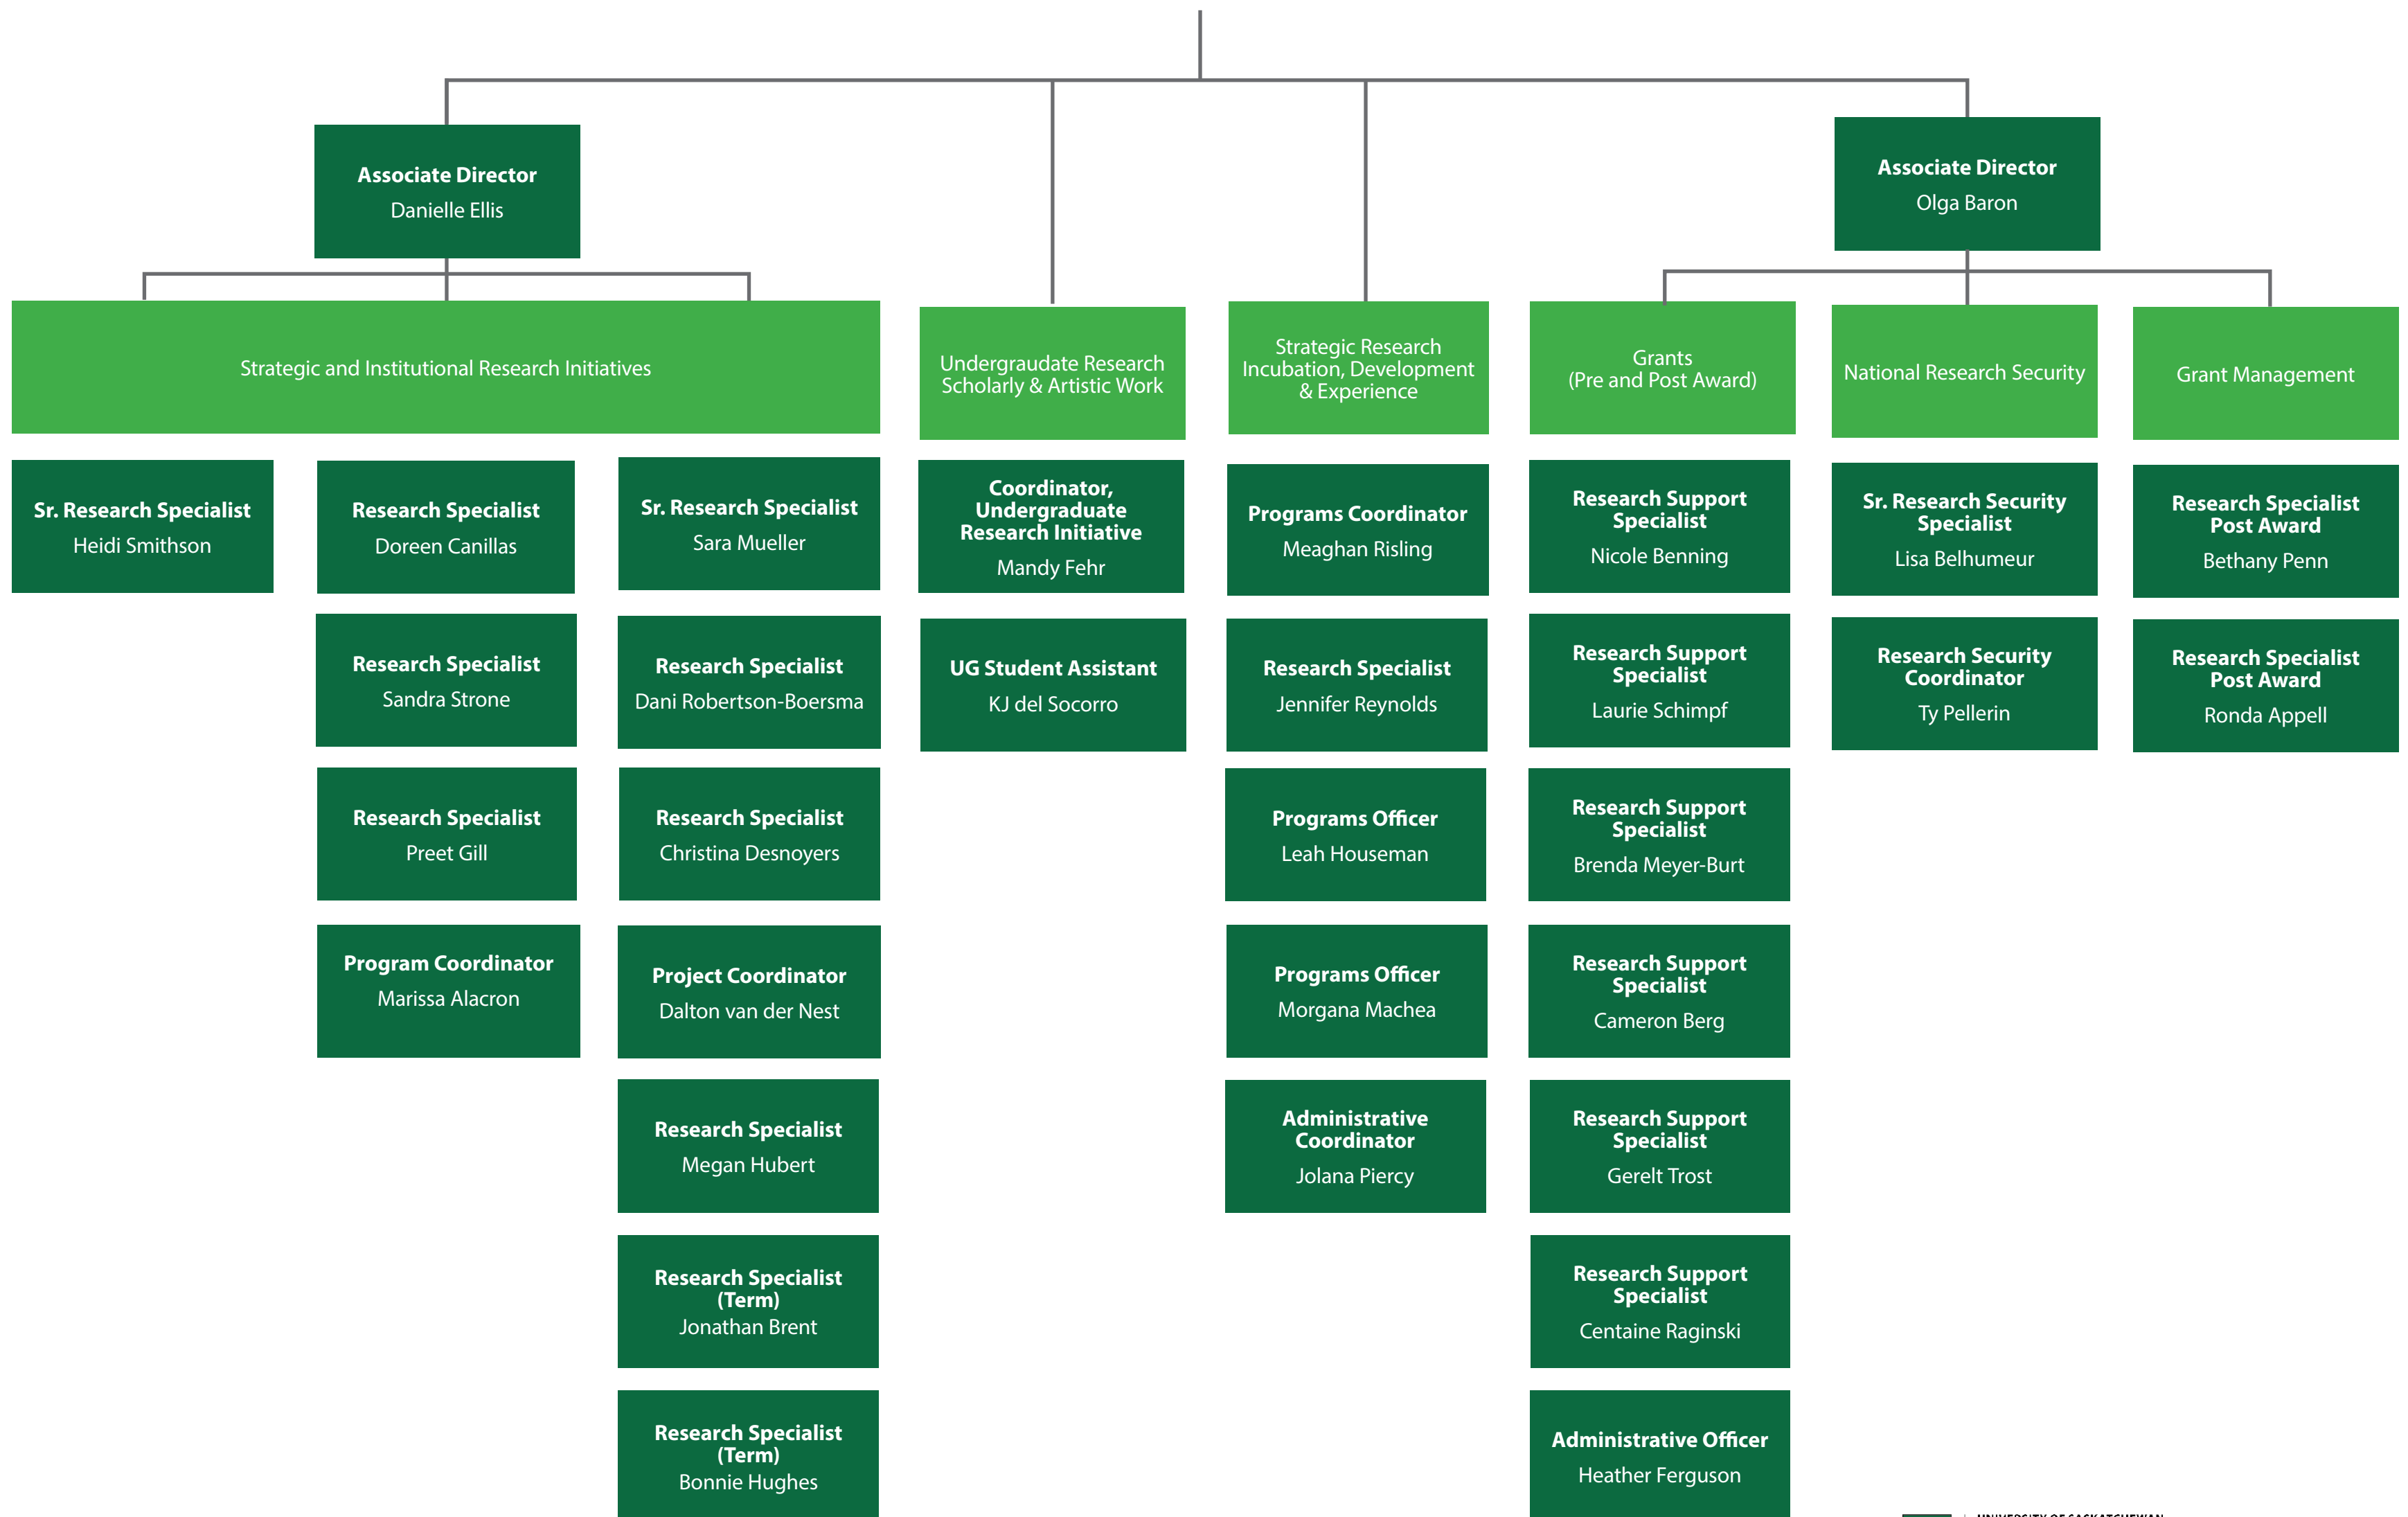 Associate Director
Danielle Ellis
Associate Director
Olga Baron
Strategic and Institutional Research Initiatives
Sr. Research Specialist
Heidi Smithson
Research Specialist
Doreen Canillas
Research Specialist
Sandra Strone
Research Specialist
Preet Gill
Program Coordinator
Marissa Alacron
Sr. Research Specialist
Sara Mueller
Research Specialist
Dani Robertson-Boersma
Research Specialist
Christina Desnoyers
Project Coordinator
Dalton van der Nest
Research Specialist
Megan Hubert
Research Specialist
(Term)
Jonathan Brent
Research Specialist
(Term)
Bonnie Hughes
Undergraudate Research
Scholarly & Artistic Work
Coordinator,
Undergraduate
Research Initiative
Mandy Fehr
UG Student Assistant
KJ del Socorro
Strategic Research
Incubation, Development
& Experience
Programs Coordinator
Meaghan Risling
Research Specialist
Jennifer Reynolds
Programs Officer
Leah Houseman
Programs Officer
Morgana Machea
Administrative
Coordinator
Jolana Piercy
Grants
(Pre and Post Award)
Research Support
Specialist
Nicole Benning
Research Support
Specialist
Laurie Schimpf
Research Support
Specialist
Brenda Meyer-Burt
Research Support
Specialist
Cameron Berg
Research Support
Specialist
Gerelt Trost
Research Support
Specialist
Centaine Raginski
Administrative Officer
Heather Ferguson
National Research Security
Sr. Research Security
Specialist
Lisa Belhumeur
Research Security
Coordinator
Ty Pellerin
Grant Management
Research Specialist
Post Award
Bethany Penn
Research Specialist
Post Award
Ronda Appell
UNIVERSITY OF SASKATCHEWAN